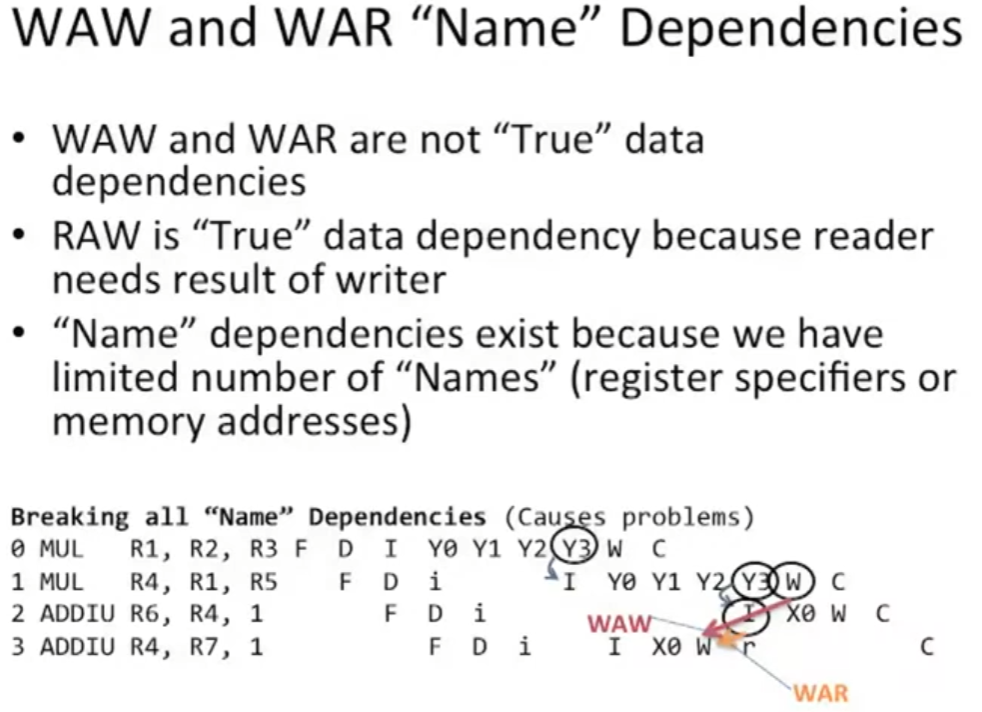 WAW and WAR “Name” Dependencies
• WAW and WAR are not “True” data
dependencies
• RAW is “True” data dependency because reader
needs result of writer
• “Name” dependencies exist because we have
limited number of “Names” (register specifiers or
memory addresses)
Breaking all “Name” Dependencies (Causes problems)
0 MUL R1, R2, R3 F D I Y0 Y1 Y2 Y3 W C
1 MUL R4, R1, R5 F D i I Y0 Y1 Y2 Y3 W C
2 ADDIU R6, R4, 1 F D i I X0 W C
WAW
3 ADDIU R4, R7, 1 F D i I X0 W r C
WAR